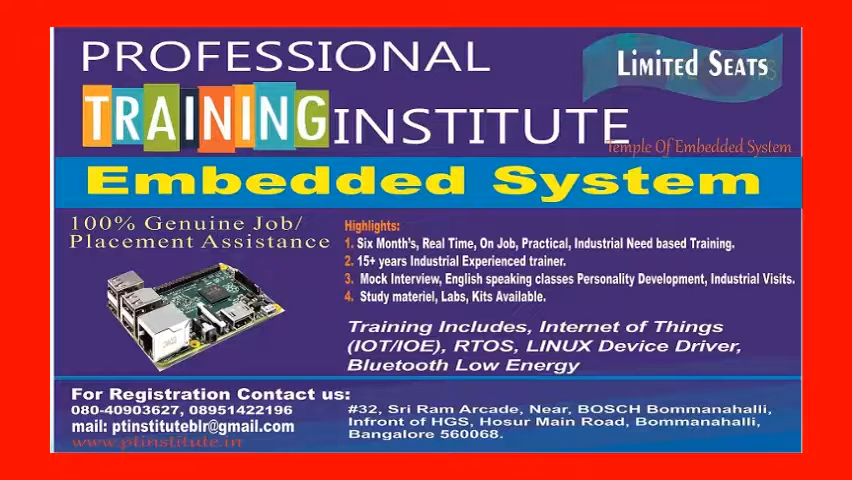 PROFESSIONAL
Limited Seats
TRAINING INSTITUTE
Temple Of Embedded System
Embedded System
100% Genuine Job/
Placement Assistance
Highlights:
1. Six Month's, Real Time, On Job, Practical, Industrial Need based Training.
2. 15+ years Industrial Experienced trainer.
3. Mock Interview, English speaking classes Personality Development, Industrial Visits.
4. Study materiel, Labs, Kits Available.
Training Includes, Internet of Things
(IOT/IOE), RTOS, LINUX Device Driver,
Bluetooth Low Energy
For Registration Contact us:
080-40903627, 08951422196
mail: ptinstituteblr@gmail.com
www.ptinstitute.in
#32, Sri Ram Arcade, Near, BOSCH Bommanahalli,
Infront of HGS, Hosur Main Road, Bommanahalli,
Bangalore 560068.